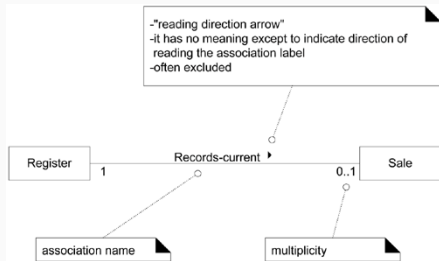 -"reading direction arrow"
-it has no meaning except to indicate direction of
reading the association label
-often excluded
Register
Records-current
Sale
1
0..1
association name
multiplicity